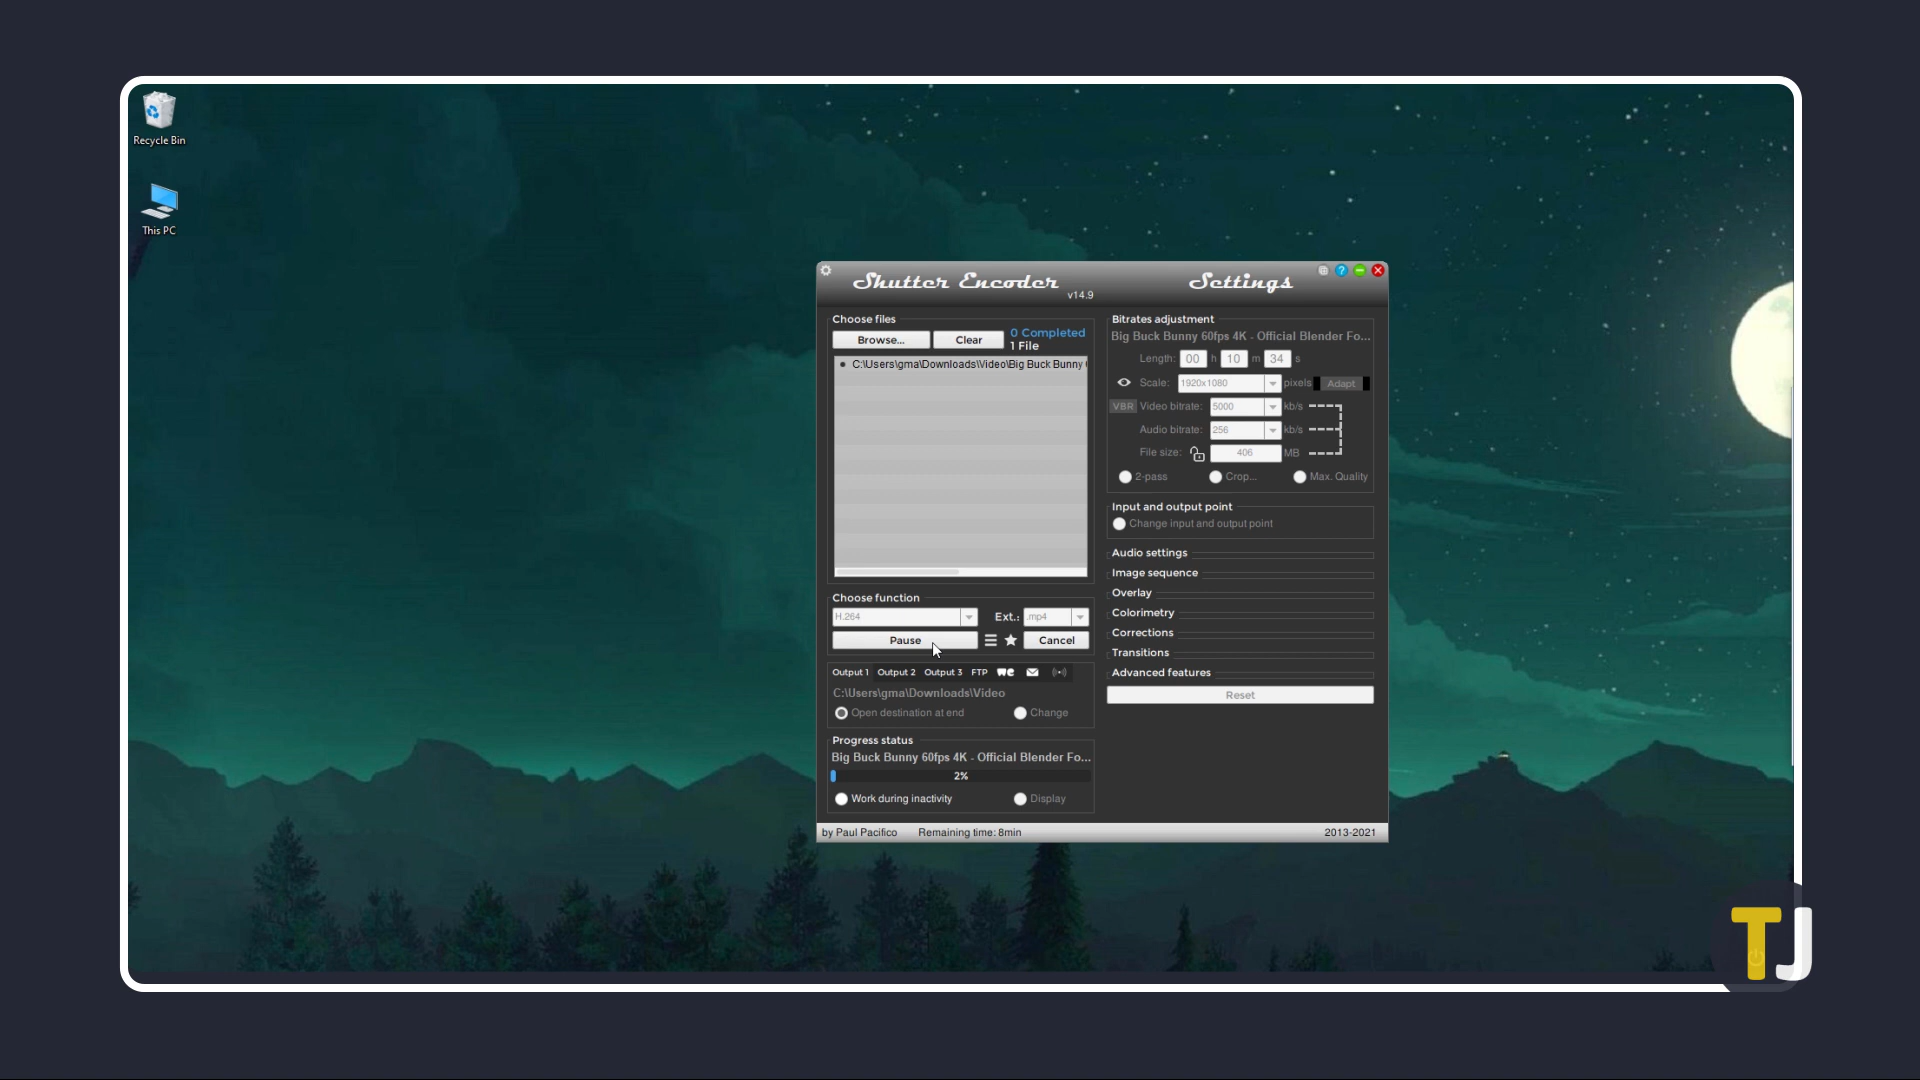 Recycle Bin
This PC
Shutter Encoder
v14.9
Settings
?
Choose files
Browse...
Clear
0 Completed
1 File
C:\Users\gma\Downloads\Video\Big Buck Bunny
Choose function
H.264
Ext.:
.mp4
Pause
Cancel
Output 1
Output 2
Output 3
FTP
we
C:\Users\gma\Downloads\Video
Open destination at end
Change
Progress status
Big Buck Bunny 60fps 4K - Official Blender Fo...
2%
Work during inactivity
Display
Bitrates adjustment
Big Buck Bunny 60fps 4K - Official Blender Fo...
Length: 00 h 10 m 34 s
Scale: 1920x1080 pixels Adapt
VBR Video bitrate: 5000 kb/s
Audio bitrate: 256 kb/s
File size: 406 MB
2-pass
Crop...
Max. Quality
Input and output point
Change input and output point
Audio settings
Image sequence
Overlay
Colorimetry
Corrections
Transitions
Advanced features
Reset
by Paul Pacifico
Remaining time: 8min
2013-2021
TJ